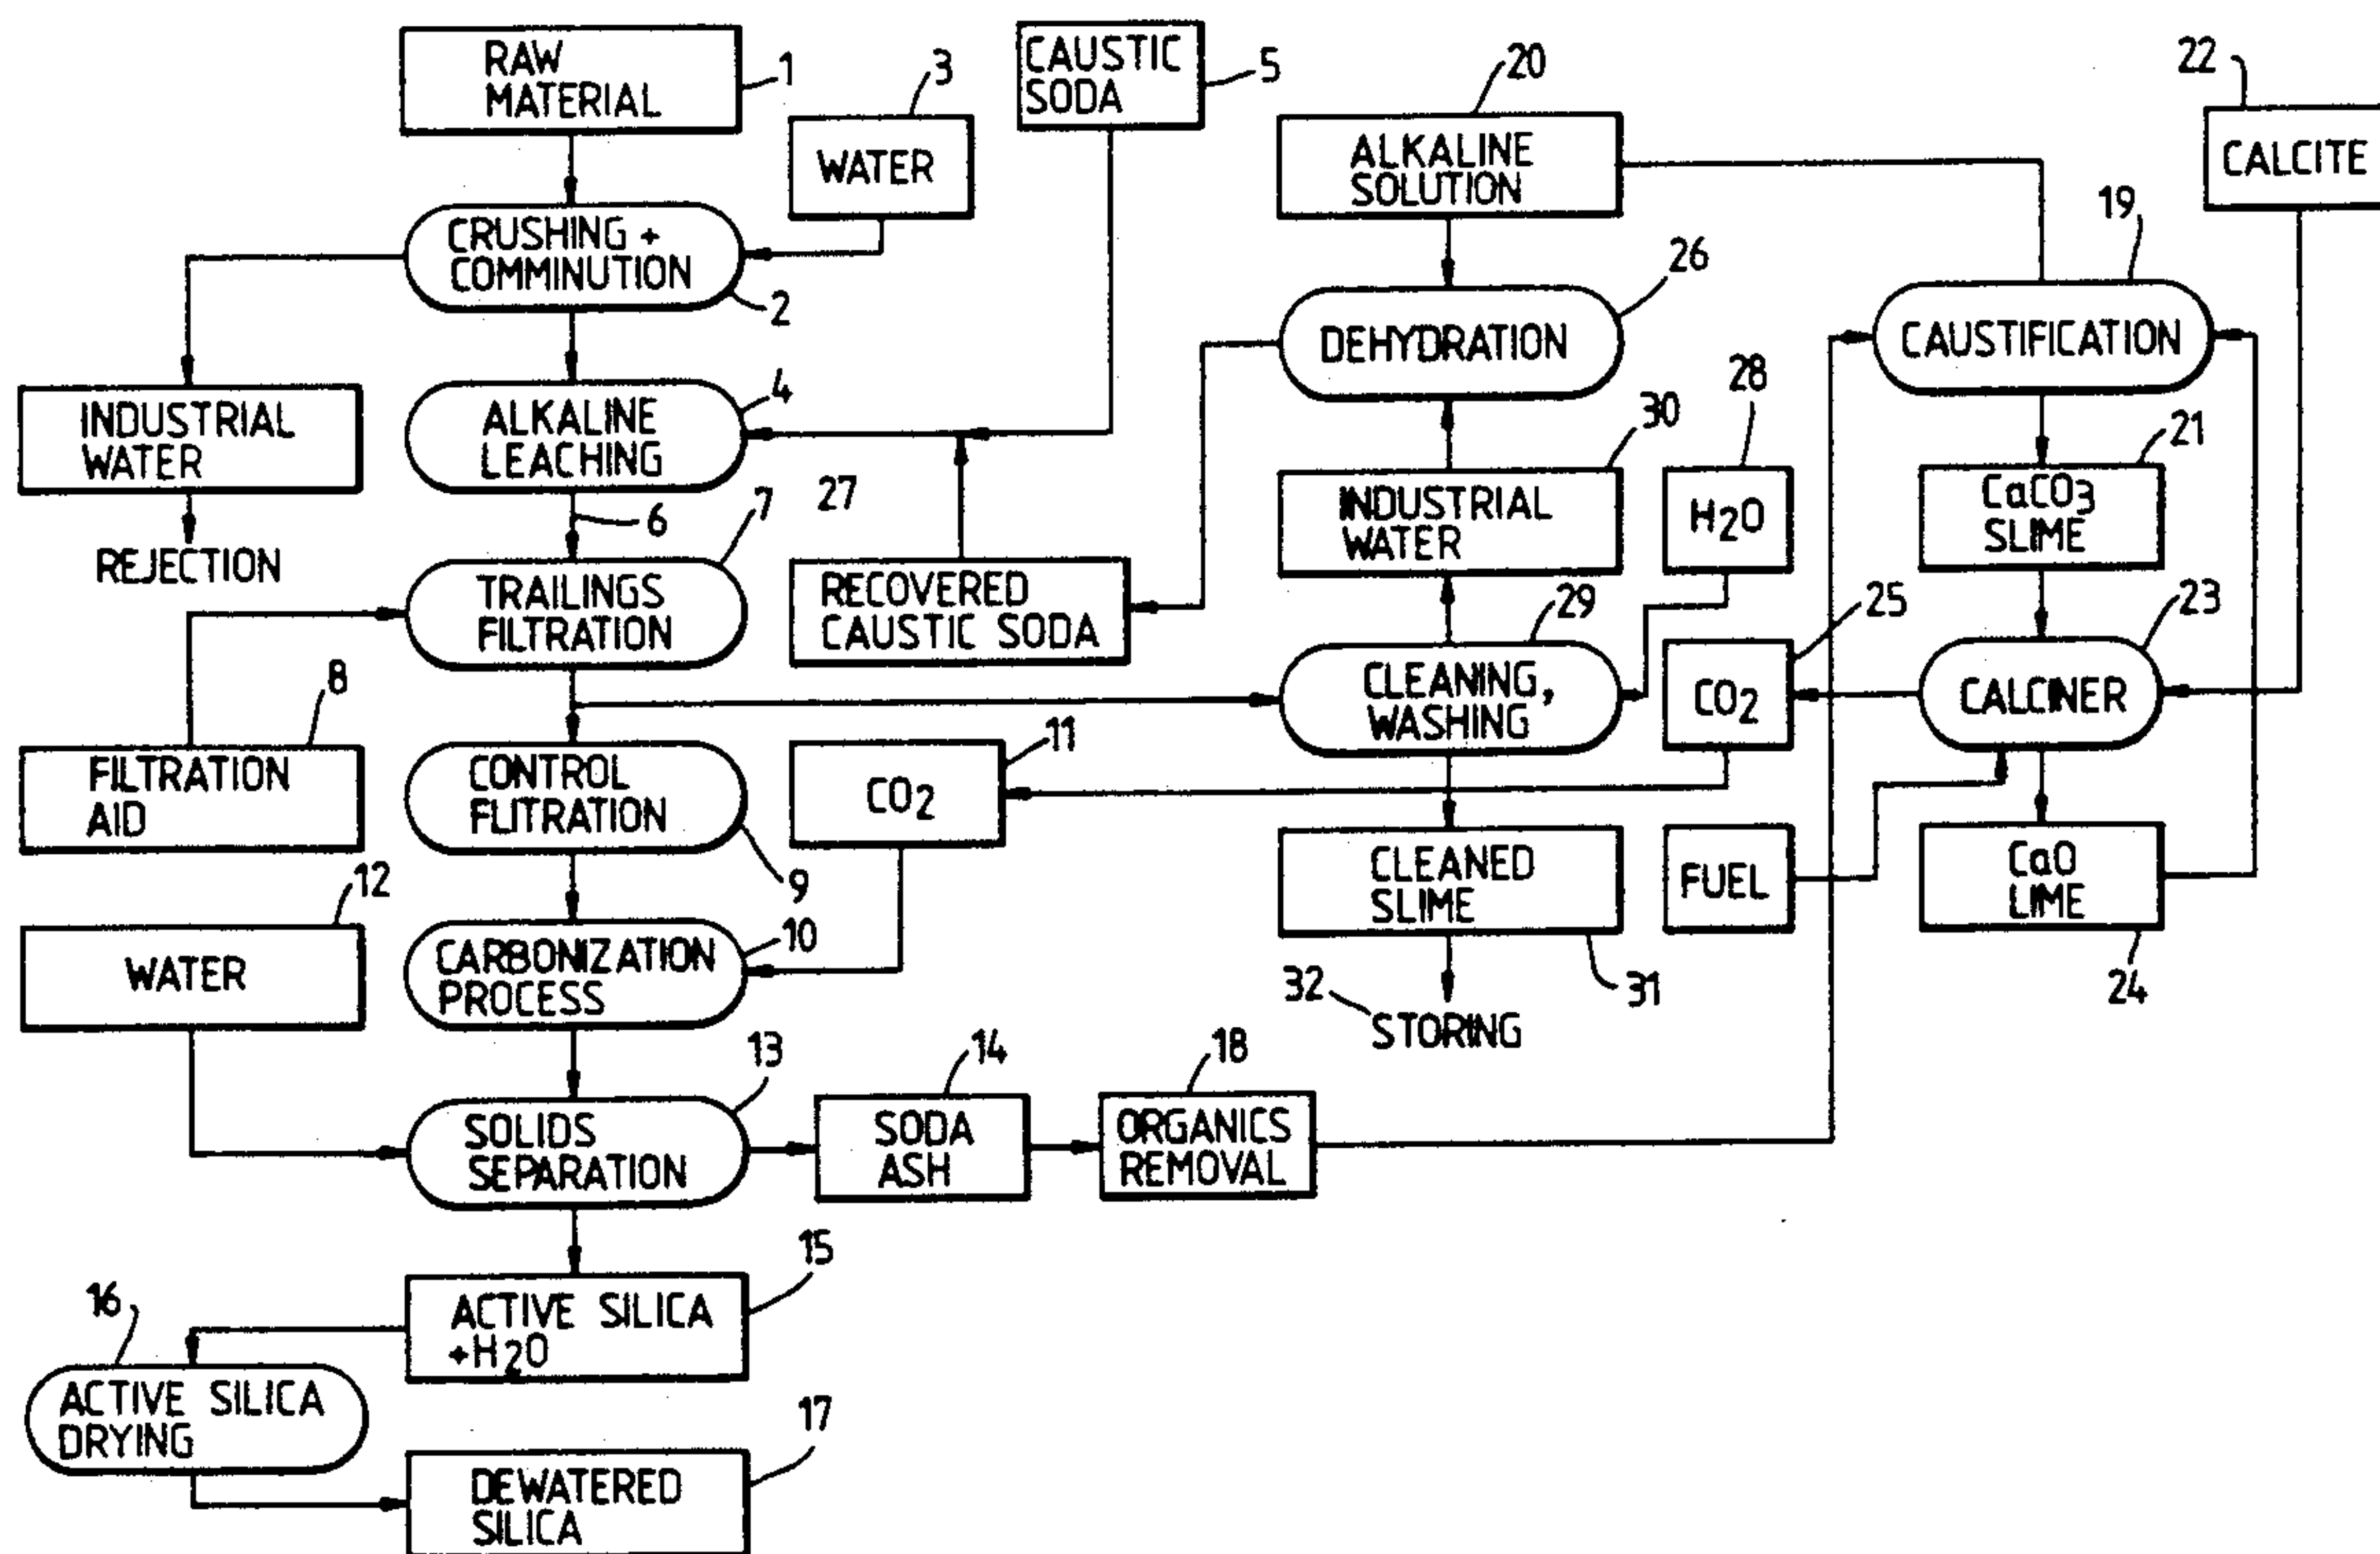 RAW
MATERIAL
1
WATER
3
CAUSTIC
SODA
5
CRUSHING +
COMMINUTION
2
INDUSTRIAL
WATER
REJECTION
ALKALINE
LEACHING
4
6
27
RECOVERED
CAUSTIC SODA
TRAILINGS
FILTRATION
7
FILTRATION
AID
8
CONTROL
FLITRATION
9
CO2
11
WATER
12
CARBONIZATION
PROCESS
10
SOLIDS
SEPARATION
13
SODA
ASH
14
ORGANICS
REMOVAL
18
ACTIVE SILICA
+H2O
15
ACTIVE SILICA
DRYING
16
DEWATERED
SILICA
17
ALKALINE
SOLUTION
20
DEHYDRATION
26
INDUSTRIAL
WATER
30
H2O
28
CLEANING,
WASHING
29
CO2
25
CLEANED
SLIME
31
32
STORING
FUEL
CALCITE
22
CAUSTIFICATION
19
CaCO3
SLIME
21
CALCINER
23
CaO
LIME
24